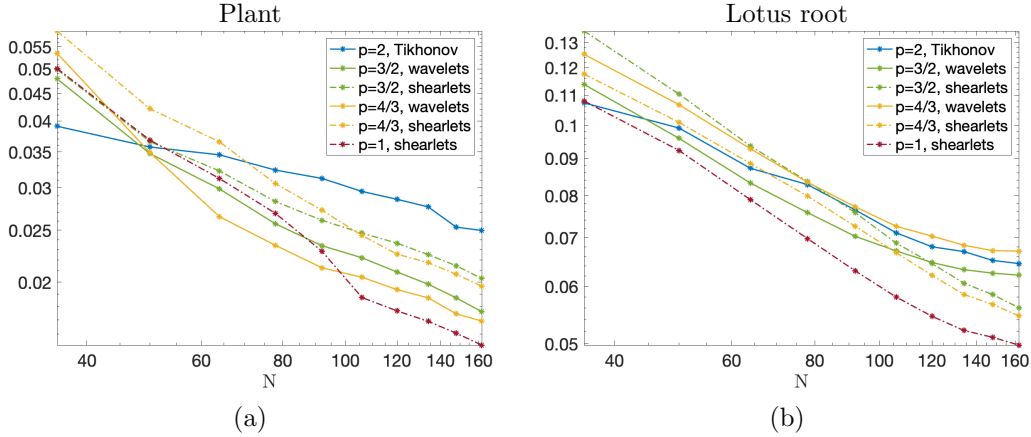 Plant
0.055
0.05
0.045
0.04
0.035
0.03
0.025
0.02
40 60 80 100 120 140 160
N
p=2, Tikhonov
p=3/2, wavelets
p=3/2, shearlets
p=4/3, wavelets
p=4/3, shearlets
p=1, shearlets
(a)
Lotus root
0.13
0.12
0.11
0.1
0.09
0.08
0.07
0.06
0.05
40 60 80 100 120 140 160
N
p=2, Tikhonov
p=3/2, wavelets
p=3/2, shearlets
p=4/3, wavelets
p=4/3, shearlets
p=1, shearlets
(b)